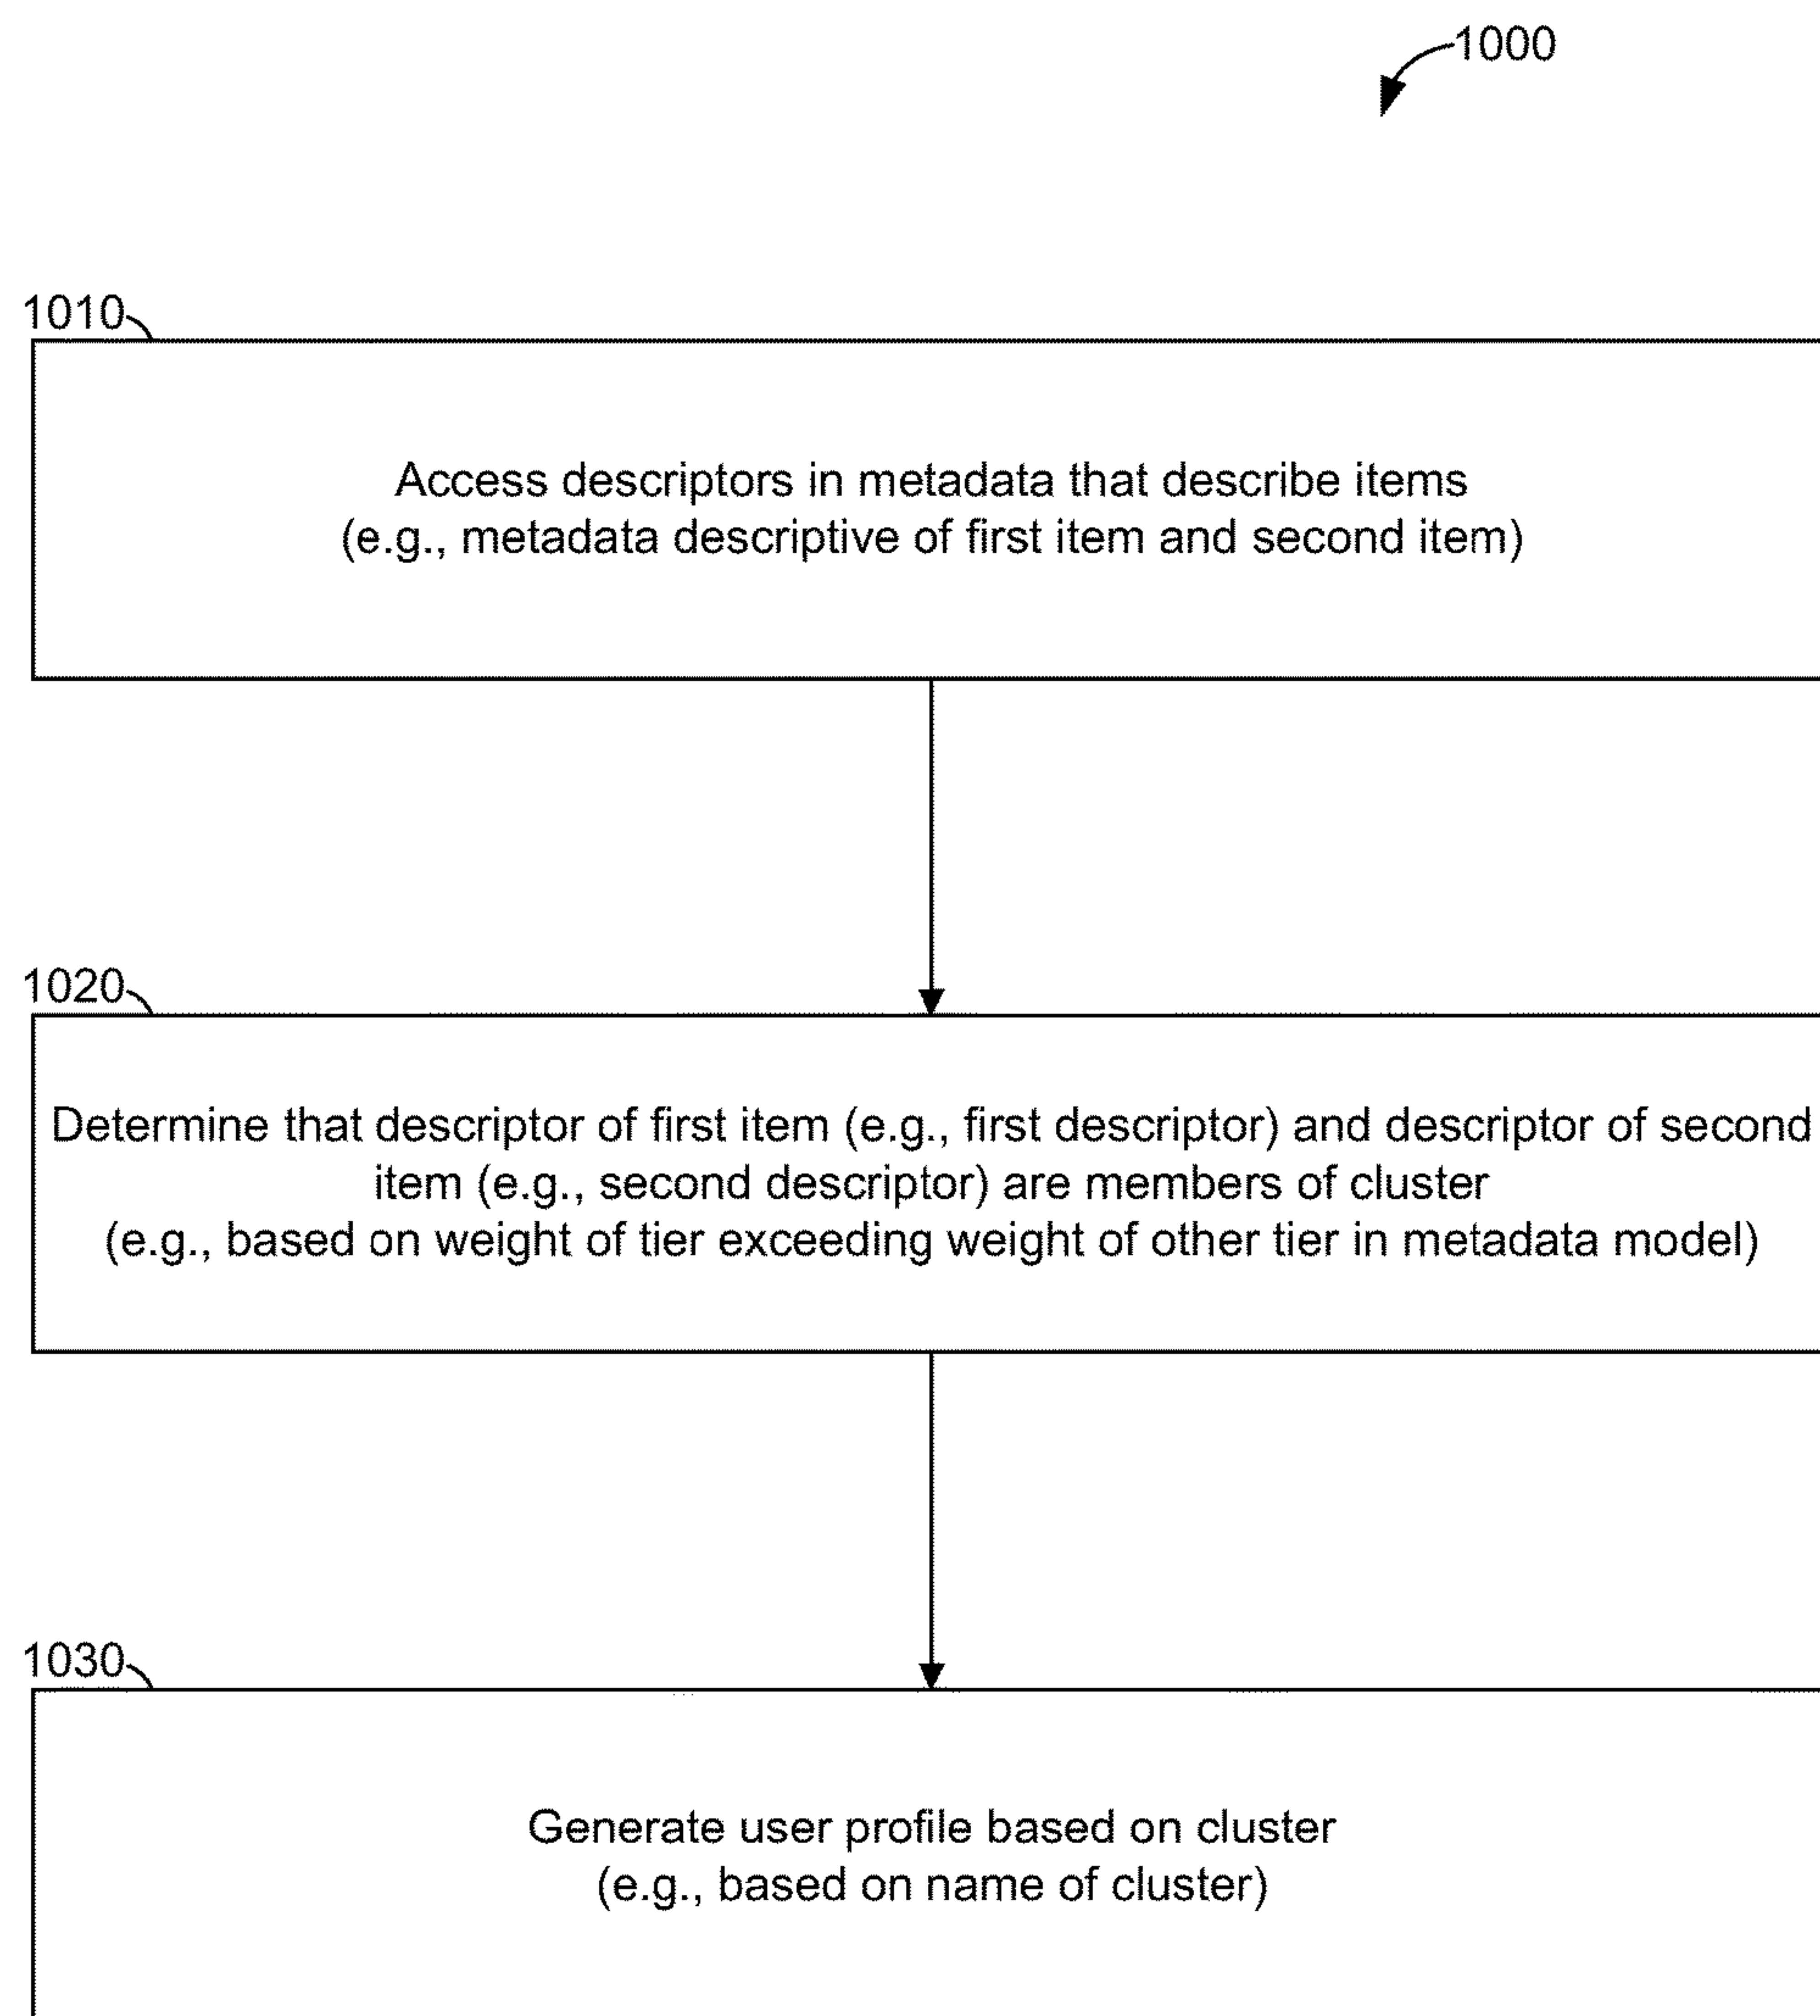 1000
1010
Access descriptors in metadata that describe items
(e.g., metadata descriptive of first item and second item)
1020
Determine that descriptor of first item (e.g., first descriptor) and descriptor of second
item (e.g., second descriptor) are members of cluster
(e.g., based on weight of tier exceeding weight of other tier in metadata model)
1030
Generate user profile based on cluster
(e.g., based on name of cluster)